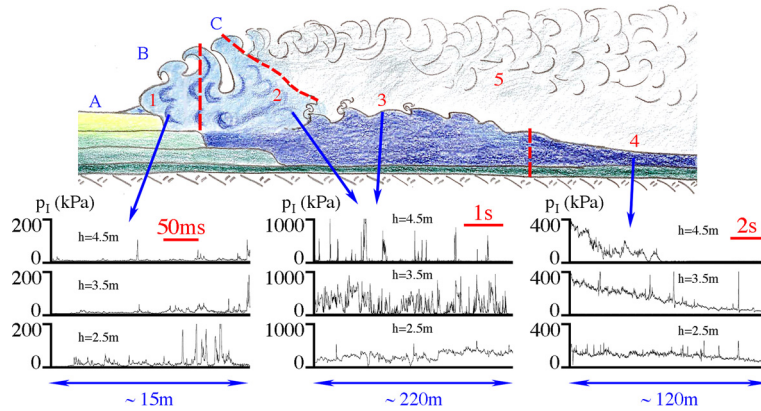 C
B
5
A
1
2
3
4
p_I (kPa)
50ms
p_I (kPa)
1s
p_I (kPa)
2s
200
h=4.5m
0
1000
h=4.5m
0
400
h=4.5m
0
200
h=3.5m
0
1000
h=3.5m
0
400
h=3.5m
0
200
h=2.5m
0
1000
h=2.5m
0
400
h=2.5m
0
~ 15m
~ 220m
~ 120m